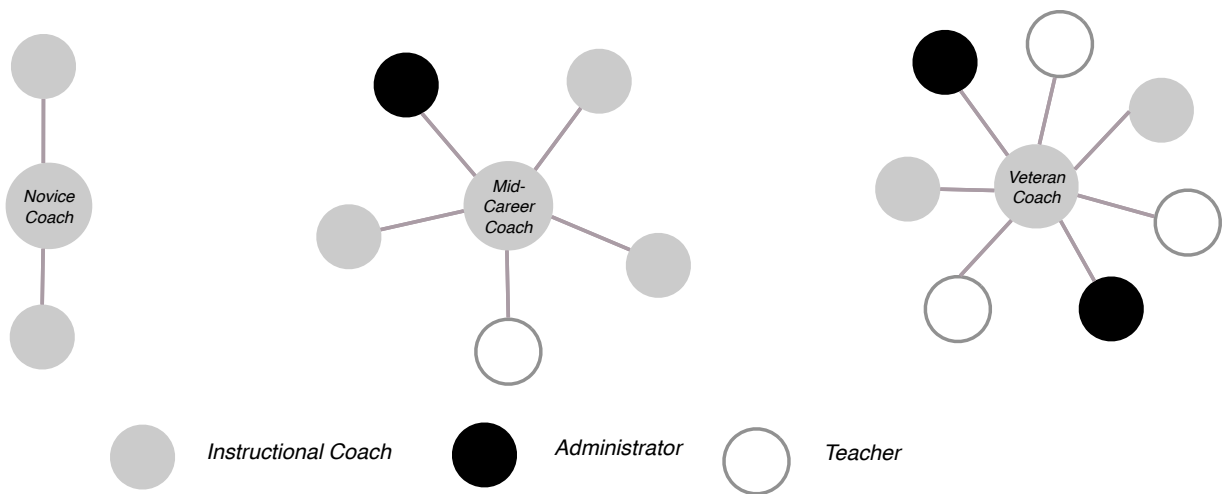 Novice
Coach
Mid-
Career
Coach
Veteran
Coach
Instructional Coach
Administrator
Teacher